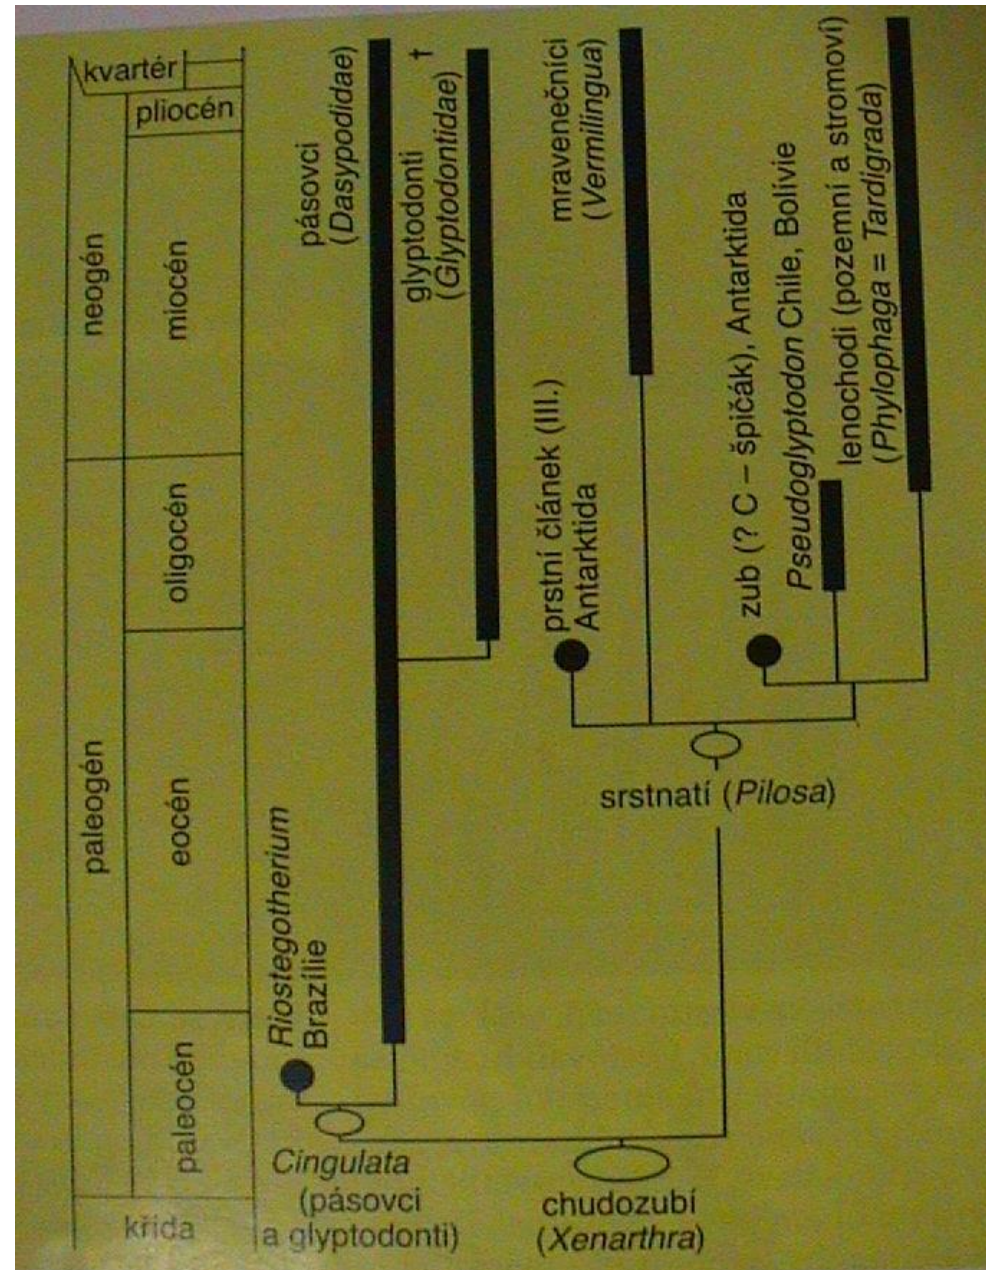 kvartér
pliocén
neogén
miocén
oligocén
paleogén
eocén
paleocén
křída
pásovci
(Dasypodidae)
glyptodonti
(Glyptodontidae) †
mravenečníci
(Vermilingua)
prstní článek (III.)
Antarktida
zub (? C – špičák), Antarktida
Pseudoglyptodon Chile, Bolívie
lenochodi (pozemní a stromoví)
(Phylophaga = Tardigrada)
Riostegotherium
Brazílie
srstnatí (Pilosa)
Cingulata
(pásovci
a glyptodonti)
chudozubí
(Xenarthra)